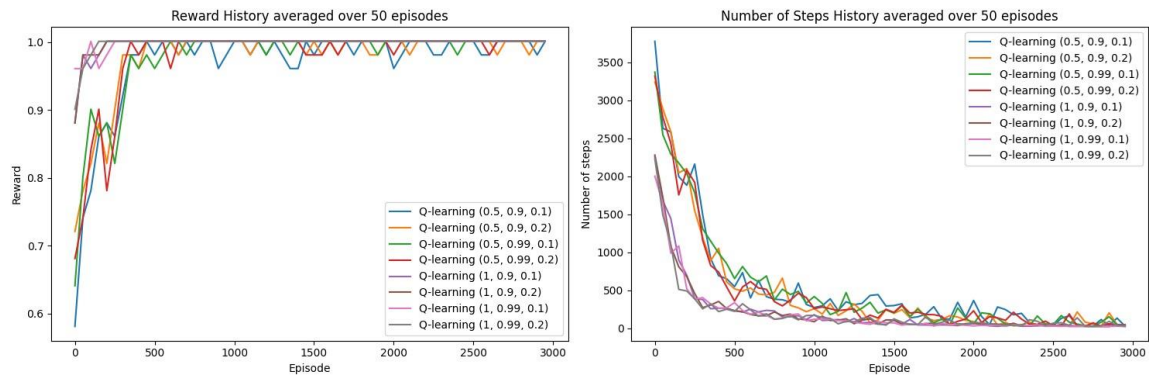 Reward History averaged over 50 episodes
1.0
0.9
0.8
0.7
0.6
Reward
0
500
1000
1500
2000
2500
3000
Episode
Q-learning (0.5, 0.9, 0.1)
Q-learning (0.5, 0.9, 0.2)
Q-learning (0.5, 0.99, 0.1)
Q-learning (0.5, 0.99, 0.2)
Q-learning (1, 0.9, 0.1)
Q-learning (1, 0.9, 0.2)
Q-learning (1, 0.99, 0.1)
Q-learning (1, 0.99, 0.2)
Number of Steps History averaged over 50 episodes
3500
3000
2500
2000
1500
1000
500
0
Number of steps
0
500
1000
1500
2000
2500
3000
Episode
Q-learning (0.5, 0.9, 0.1)
Q-learning (0.5, 0.9, 0.2)
Q-learning (0.5, 0.99, 0.1)
Q-learning (0.5, 0.99, 0.2)
Q-learning (1, 0.9, 0.1)
Q-learning (1, 0.9, 0.2)
Q-learning (1, 0.99, 0.1)
Q-learning (1, 0.99, 0.2)